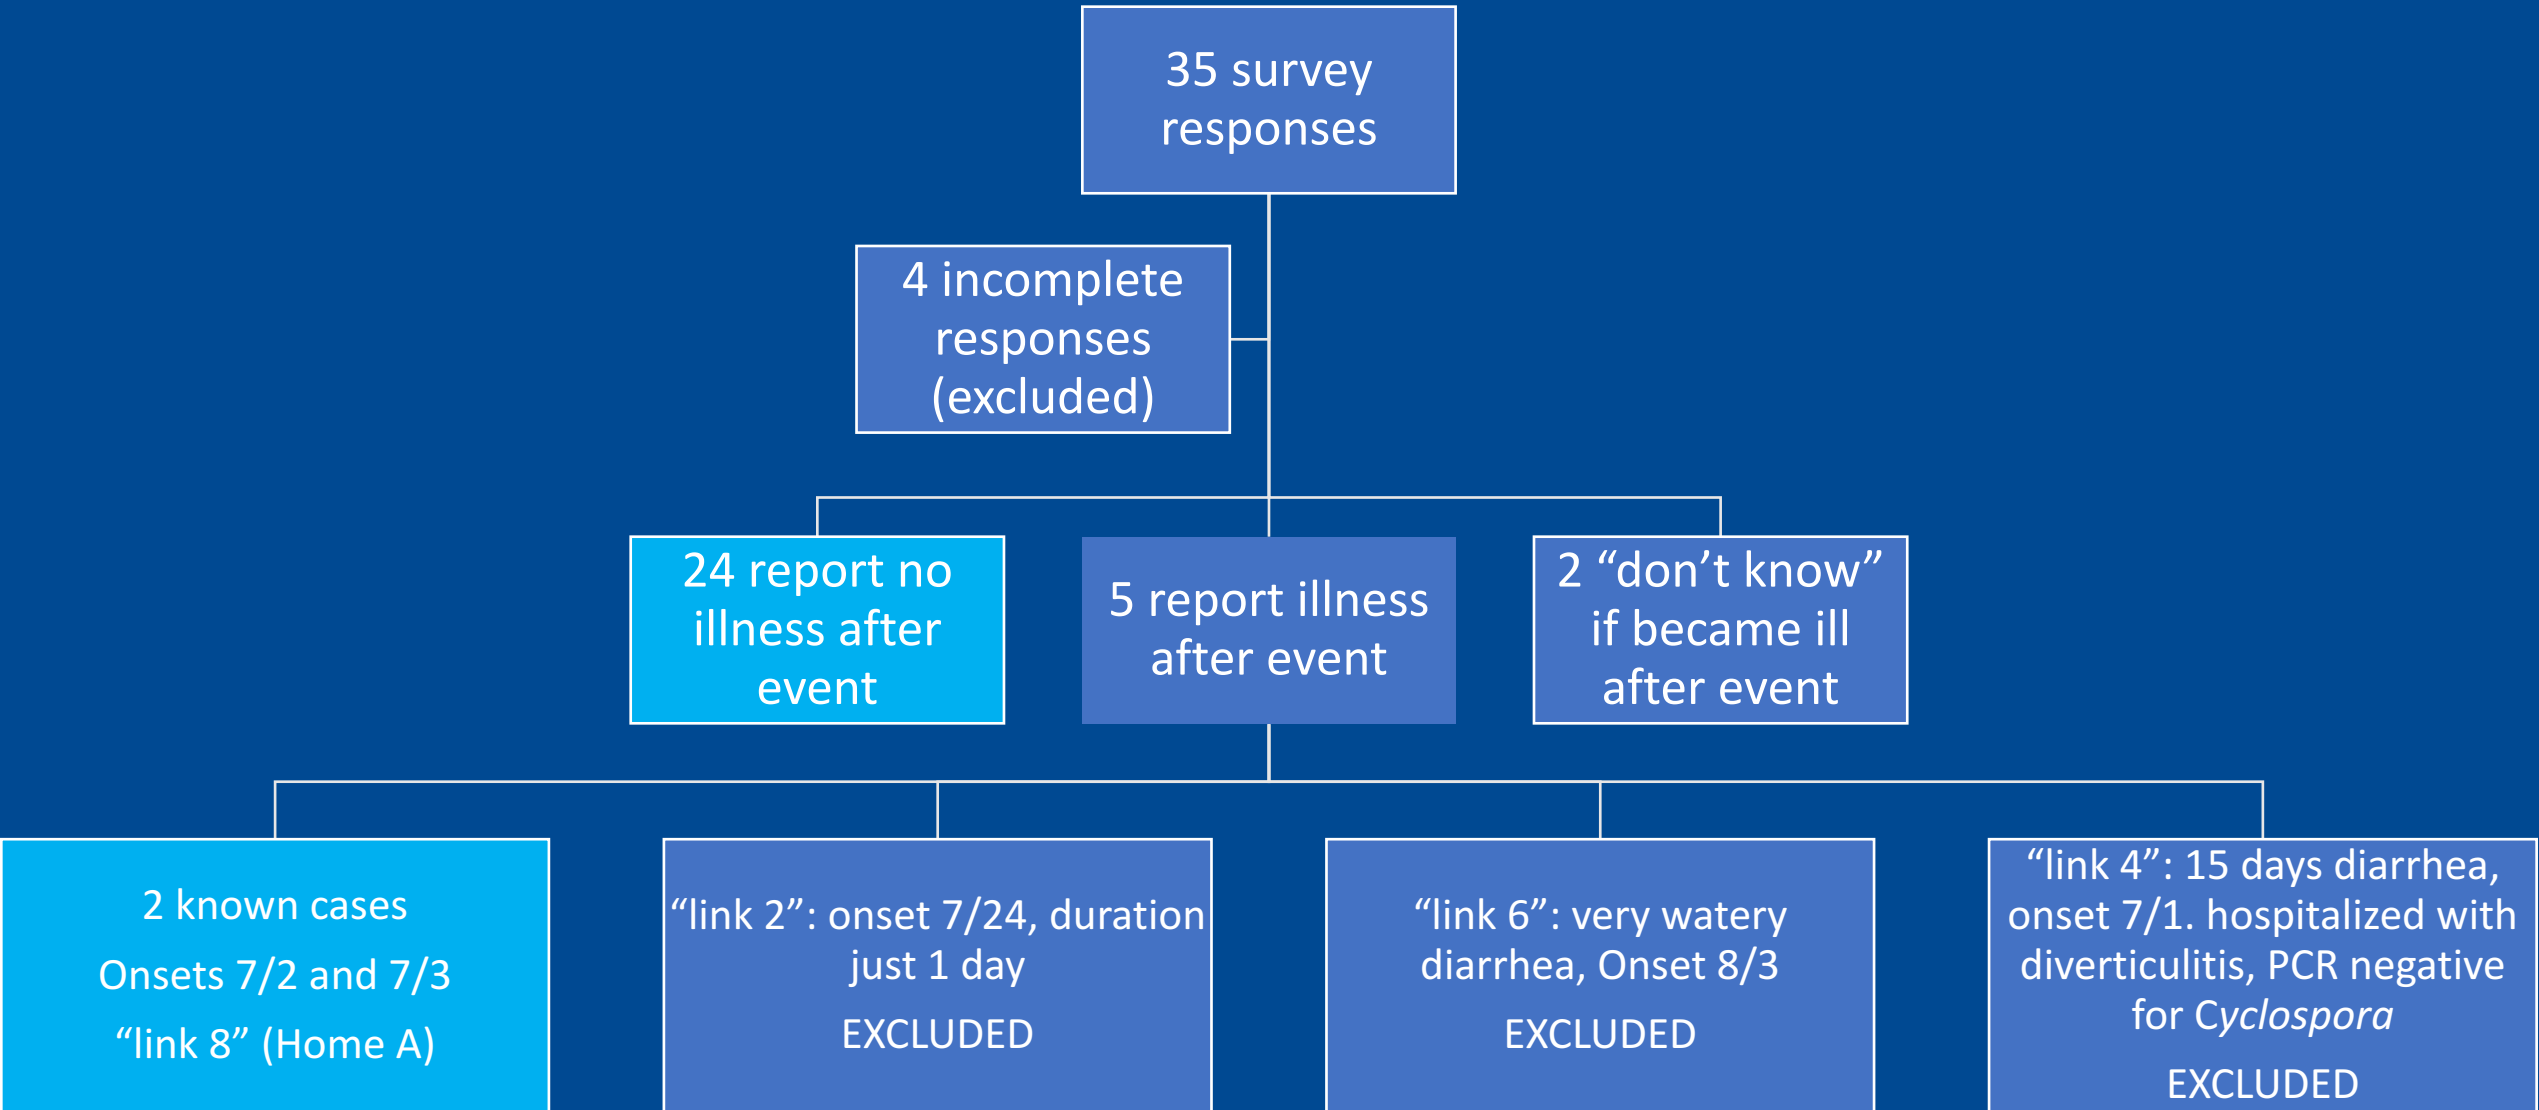 35 survey
responses
4 incomplete
responses
(excluded)
24 report no
illness after
event
5 report illness
after event
2 “don’t know”
if became ill
after event
2 known cases
Onsets 7/2 and 7/3
“link 8” (Home A)
“link 2”: onset 7/24, duration
just 1 day
EXCLUDED
“link 6”: very watery
diarrhea, Onset 8/3
EXCLUDED
“link 4”: 15 days diarrhea,
onset 7/1. hospitalized with
diverticulitis, PCR negative
for Cyclospora
EXCLUDED